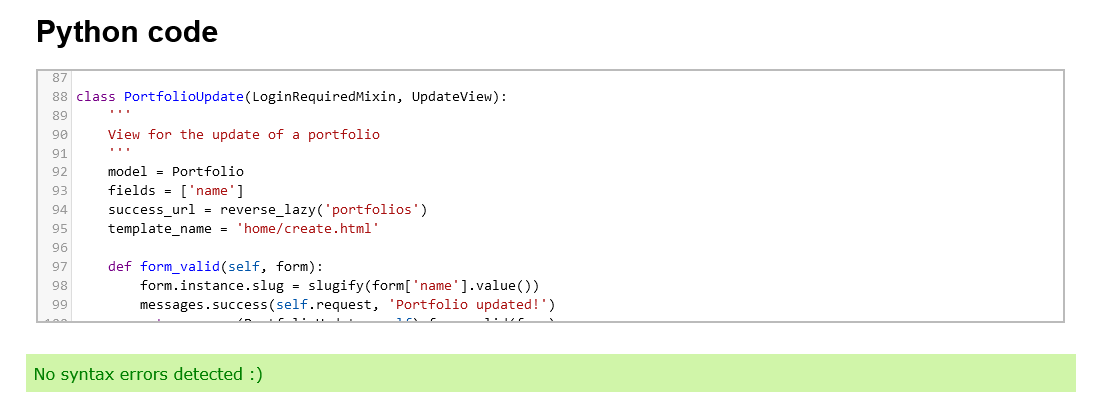 Python code
87
88 class PortfolioUpdate(LoginRequiredMixin, UpdateView):
89     '''
90     View for the update of a portfolio
91     '''
92     model = Portfolio
93     fields = ['name']
94     success_url = reverse_lazy('portfolios')
95     template_name = 'home/create.html'
96
97     def form_valid(self, form):
98         form.instance.slug = slugify(form['name'].value())
99         messages.success(self.request, 'Portfolio updated!')
No syntax errors detected :)